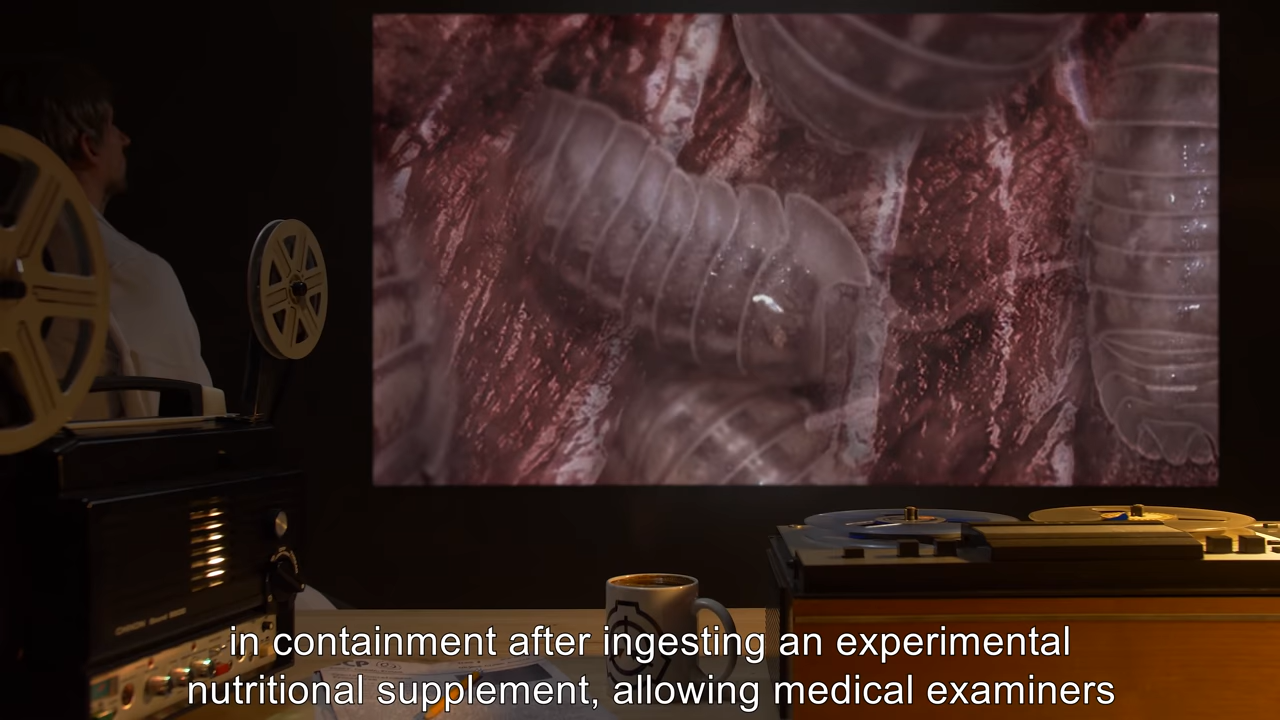 in containment after ingesting an experimental
nutritional supplement, allowing medical examiners